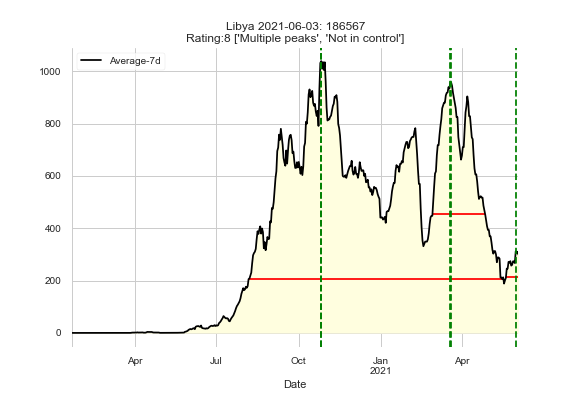 Libya 2021-06-03: 186567
Rating:8 ['Multiple peaks', 'Not in control']
Average-7d
1000
800
600
400
200
0
Apr
Jul
Oct
Jan
2021
Apr
Date